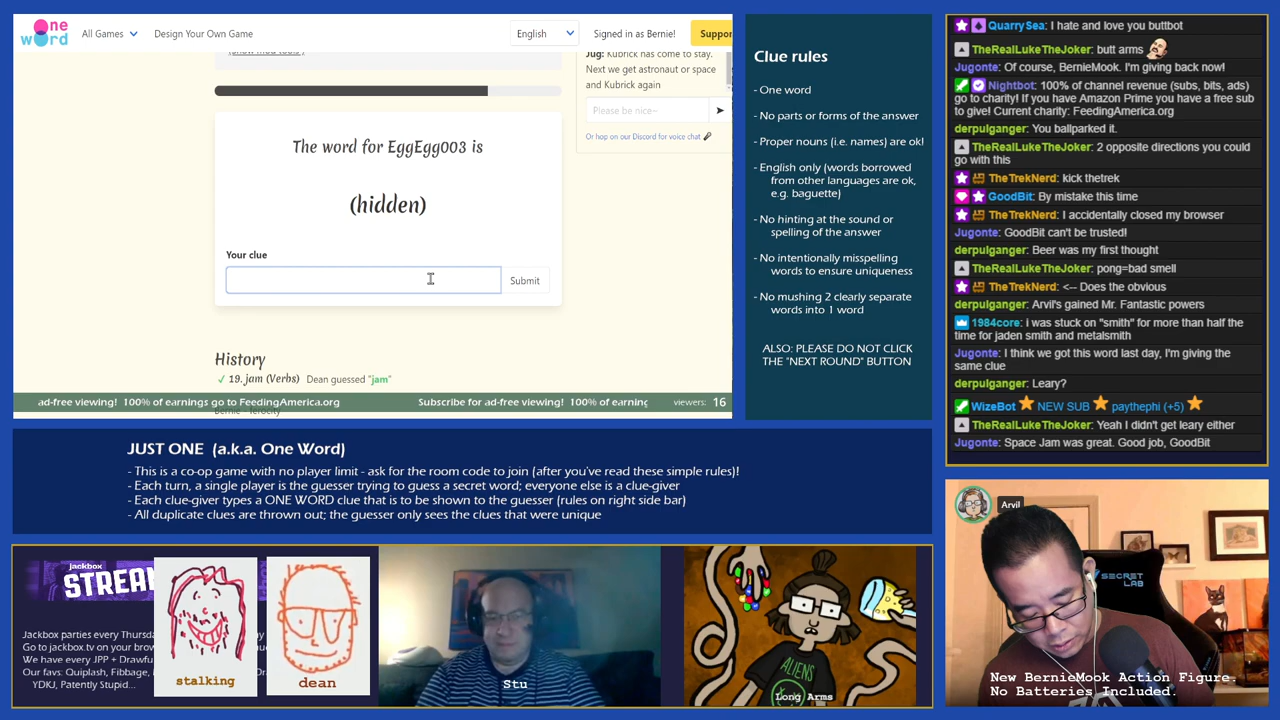 One
word
All Games
Design Your Own Game
English
Signed in as Bernie!
Suppor
(show mod tools)
Jug: Kubrick has come to stay.
Next we get astronaut or space
and Kubrick again
Please be nice~
Or hop on our Discord for voice chat
The word for EggEgg003 is
(hidden)
Your clue
Submit
History
✓ 19. jam (Verbs) Dean guessed "jam"
Bernie - ferocity
ad-free viewing! 100% of earnings go to FeedingAmerica.org
Subscribe for ad-free viewing! 100% of earning
viewers: 16
Clue rules
- One word
- No parts or forms of the answer
- Proper nouns (i.e. names) are ok!
- English only (words borrowed
from other languages are ok,
e.g. baguette)
- No hinting at the sound or
spelling of the answer
- No intentionally misspelling
words to ensure uniqueness
- No mushing 2 clearly separate
words into 1 word
ALSO: PLEASE DO NOT CLICK
THE "NEXT ROUND" BUTTON
QuarrySea: I hate and love you buttbot
TheRealLukeTheJoker: butt arms
Jugonte: Of course, BernieMook. I'm giving back now!
Nightbot: 100% of channel revenue (subs, bits, ads)
go to charity! If you have Amazon Prime you have a free sub
to give! Current charity: FeedingAmerica.org
derpulganger: You ballparked it.
TheRealLukeTheJoker: 2 opposite directions you could
go with this
TheTrekNerd: kick thetrek
GoodBit: By mistake this time
TheTrekNerd: I accidentally closed my browser
Jugonte: GoodBit can't be trusted!
derpulganger: Beer was my first thought
TheRealLukeTheJoker: pong=bad smell
TheTrekNerd: <-- Does the obvious
derpulganger: Arvil's gained Mr. Fantastic powers
1984core: i was stuck on "smith" for more than half the
time for jaden smith and metalsmith
Jugonte: I think we got this word last day, I'm giving the
same clue
derpulganger: Leary?
WizeBot NEW SUB paythephi (+5)
TheRealLukeTheJoker: Yeah I didn't get leary either
Jugonte: Space Jam was great. Good job, GoodBit
JUST ONE (a.k.a. One Word)
- This is a co-op game with no player limit - ask for the room code to join (after you've read these simple rules)!
- Each turn, a single player is the guesser trying to guess a secret word; everyone else is a clue-giver
- Each clue-giver types a ONE WORD clue that is to be shown to the guesser (rules on right side bar)
- All duplicate clues are thrown out; the guesser only sees the clues that were unique
jackbox
STREA
Jackbox parties every Thursda
Go to jackbox.tv on your brow
We have every JPP + Drawfu
Our favs: Quiplash, Fibbage,
YDKJ, Patently Stupid...
stalking
dean
Stu
ALIENS
Long Arms
Arvil
SECRET
LAB
New BernieMook Action Figure.
No Batteries Included.